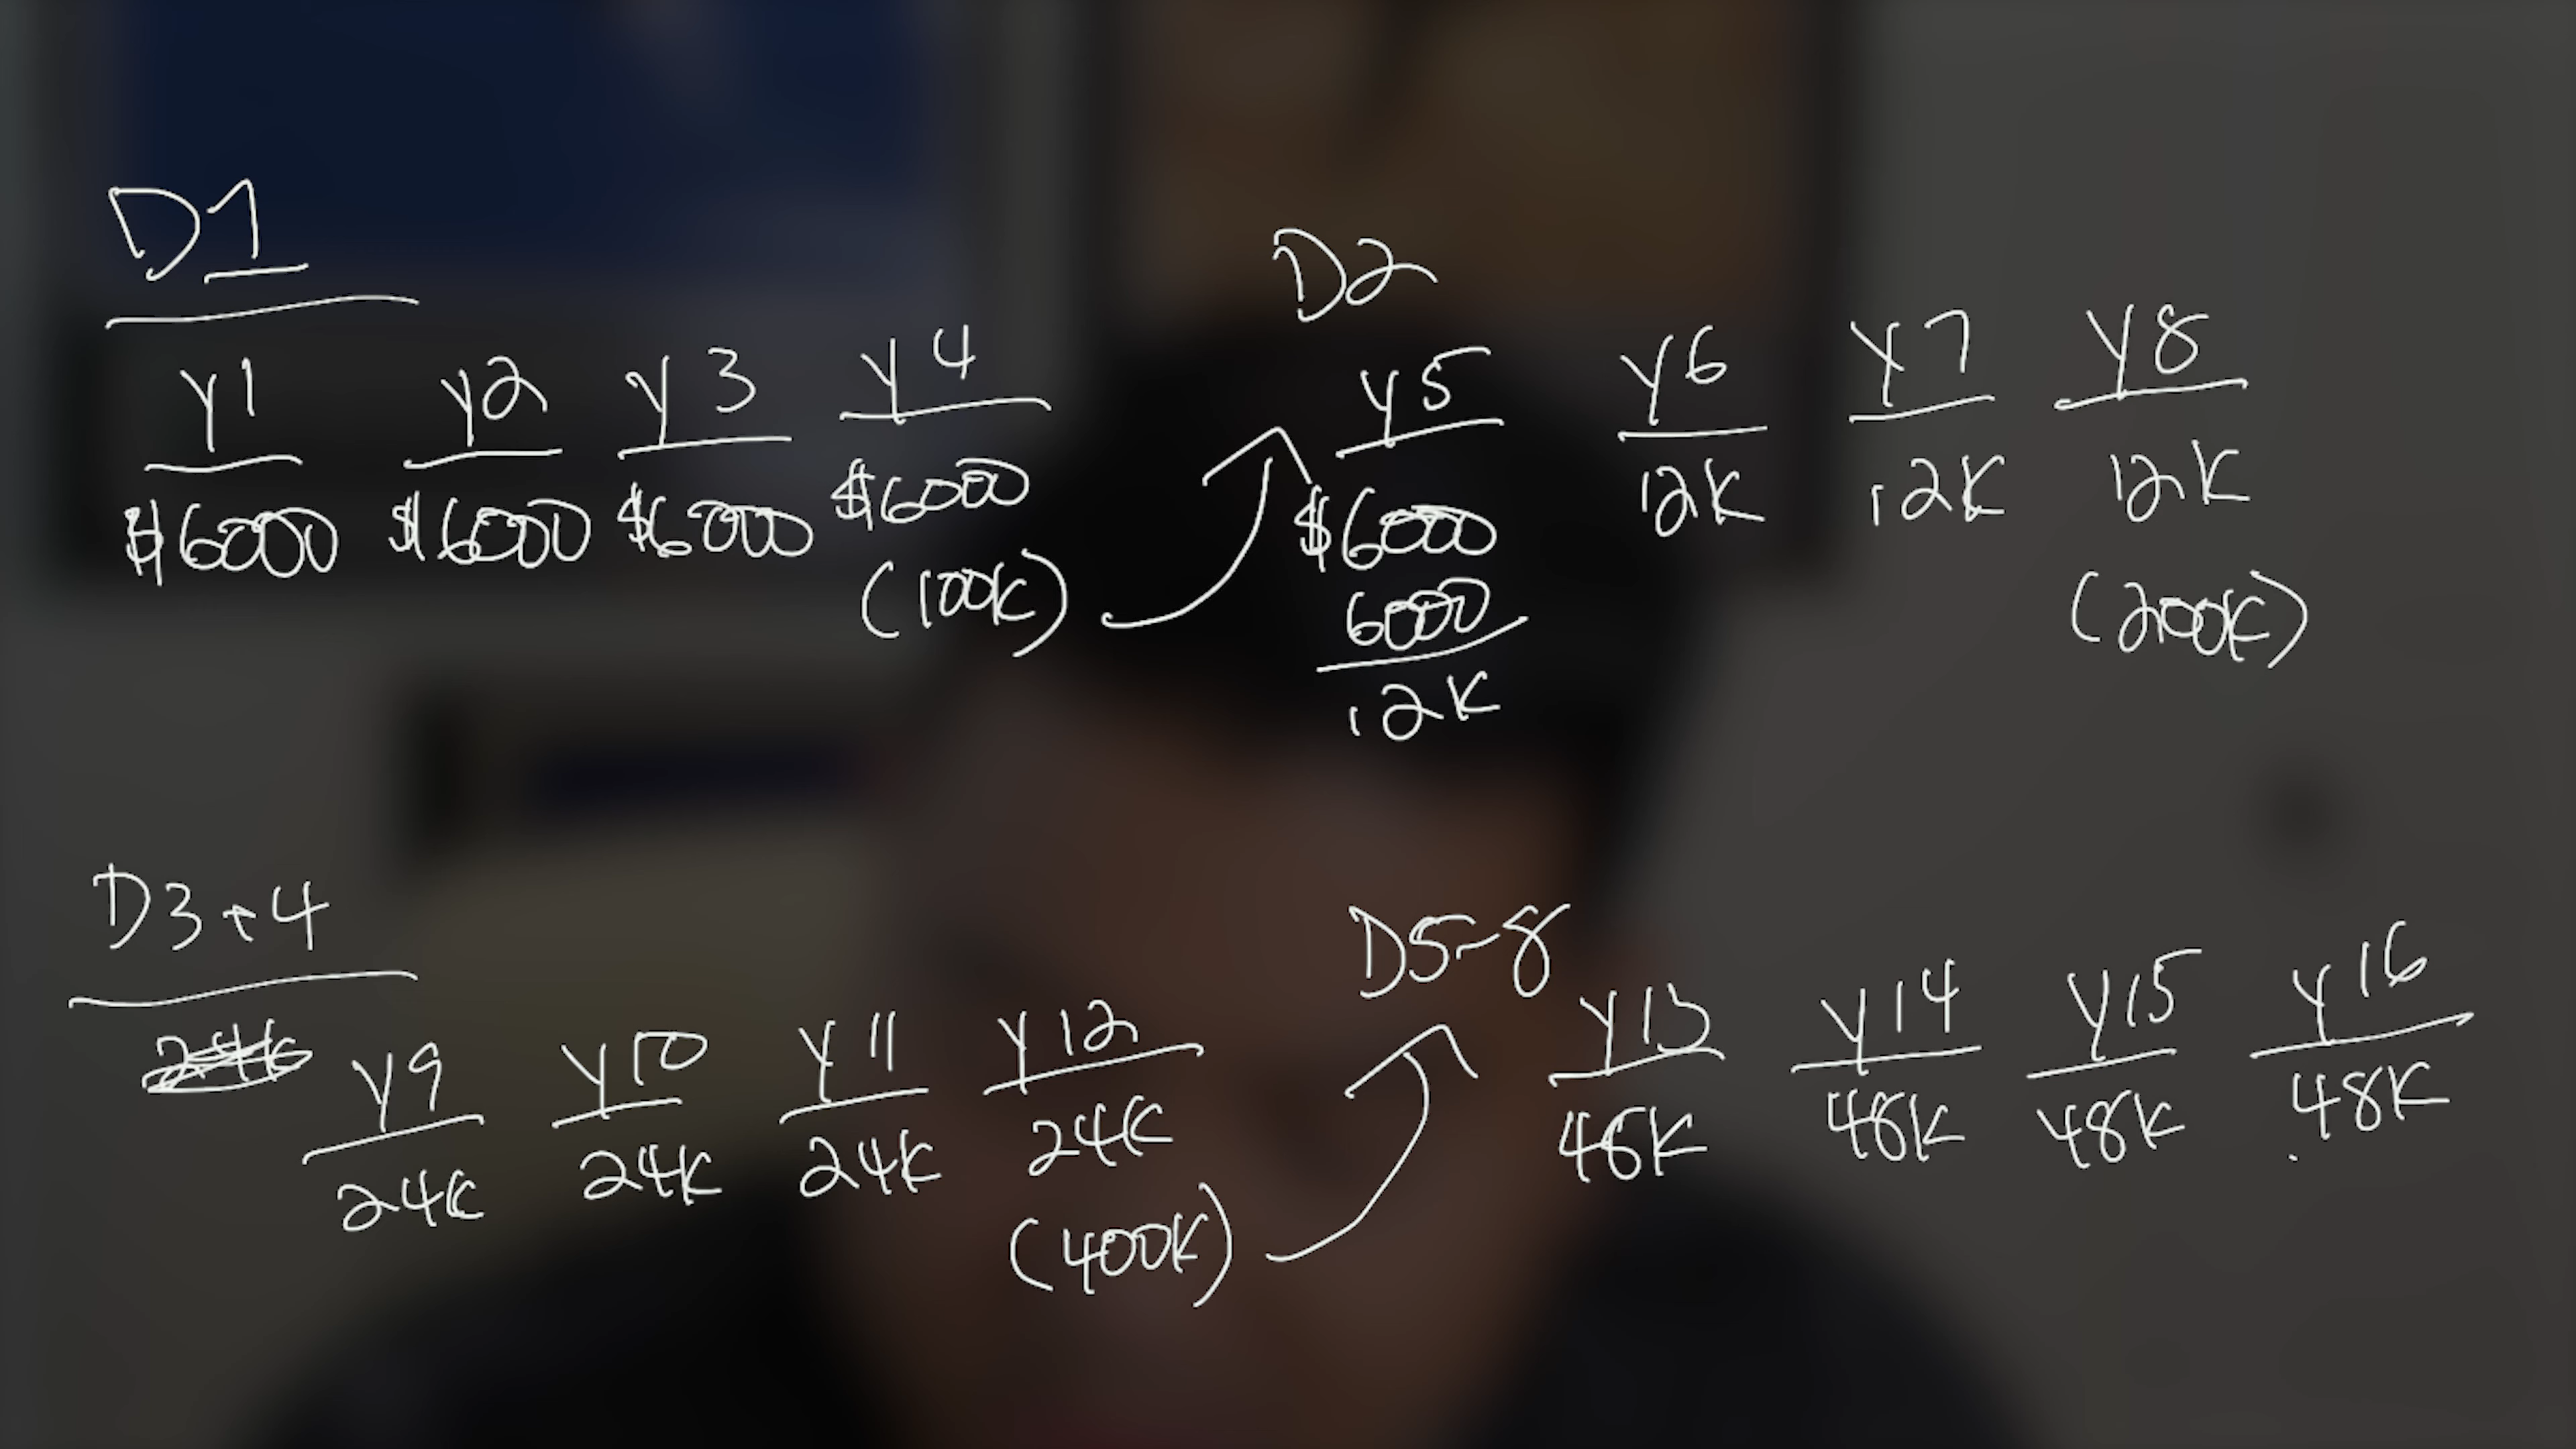 D1
Y1 Y2 Y3 Y4
$6000 $6000 $6000 $6000
(100K)
D2
Y5 Y6 Y7 Y8
$6000 12K 12K 12K
6000
(200K)
12K
D3+4
Y9 Y10 Y11 Y12
24K 24K 24K 24K
(400K)
D5-8
Y13 Y14 Y15 Y16
48K 48K 48K 48K